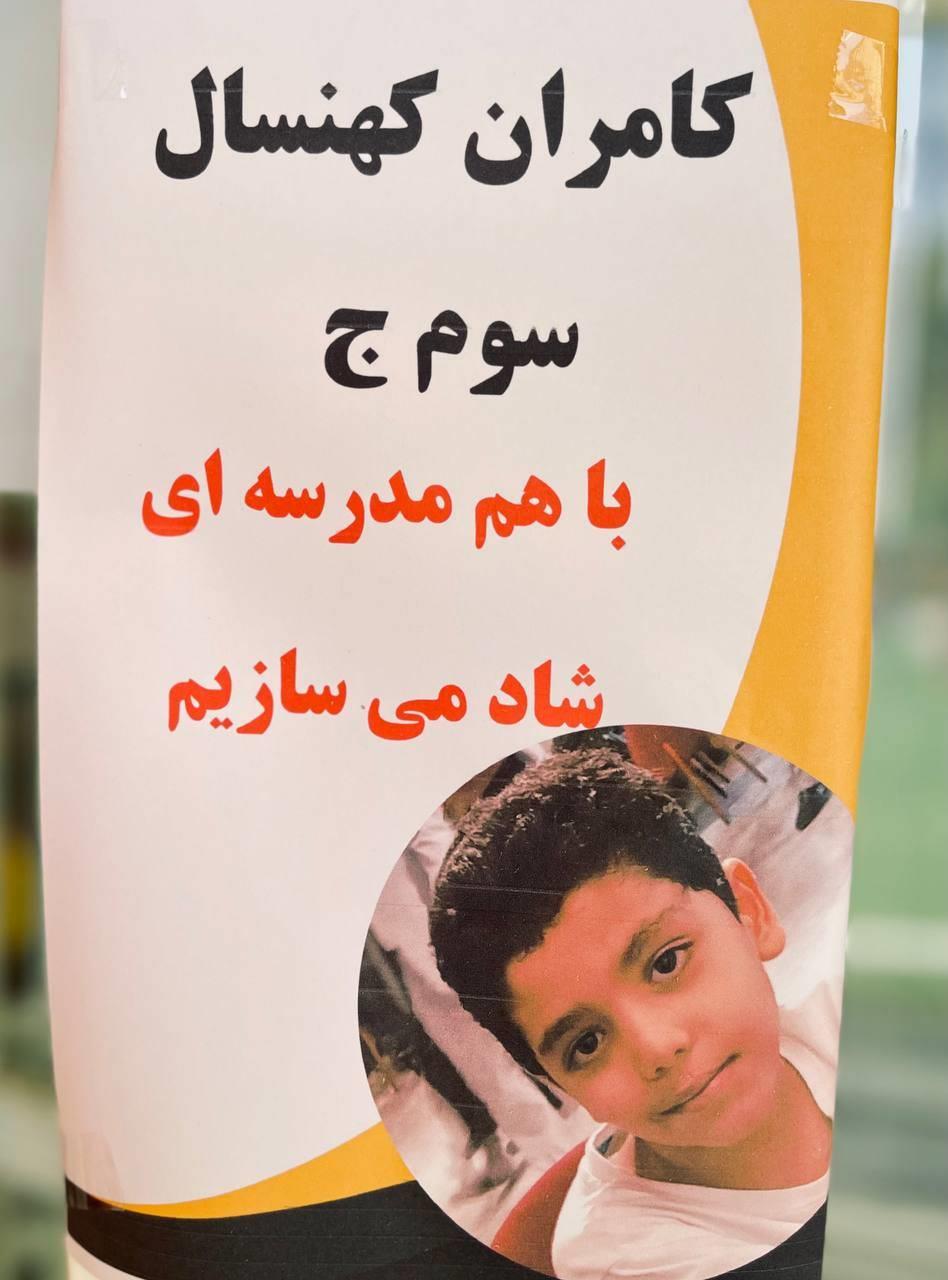 کامران کهنسال
سوم ج
با هم مدرسه ای
شاد می سازیم